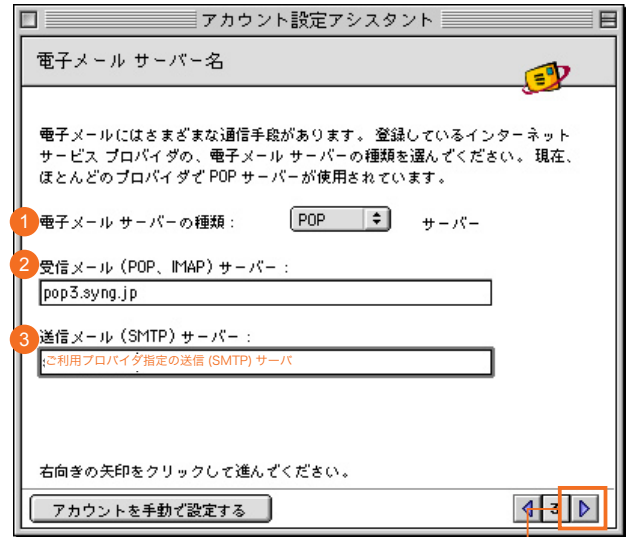 アカウント設定アシスタント
電子メール サーバー名
電子メールにはさまざまな通信手段があります。登録しているインターネット
サービス プロバイダの、電子メール サーバーの種類を選んでください。現在、
ほとんどのプロバイダで POP サーバーが使用されています。
1 電子メール サーバーの種類： POP サーバー
2 受信メール（POP、IMAP）サーバー：
pop3.syng.jp
3 送信メール（SMTP）サーバー：
ご利用プロバイダ指定の送信 (SMTP) サーバ
右向きの矢印をクリックして進んでください。
アカウントを手動で設定する 3